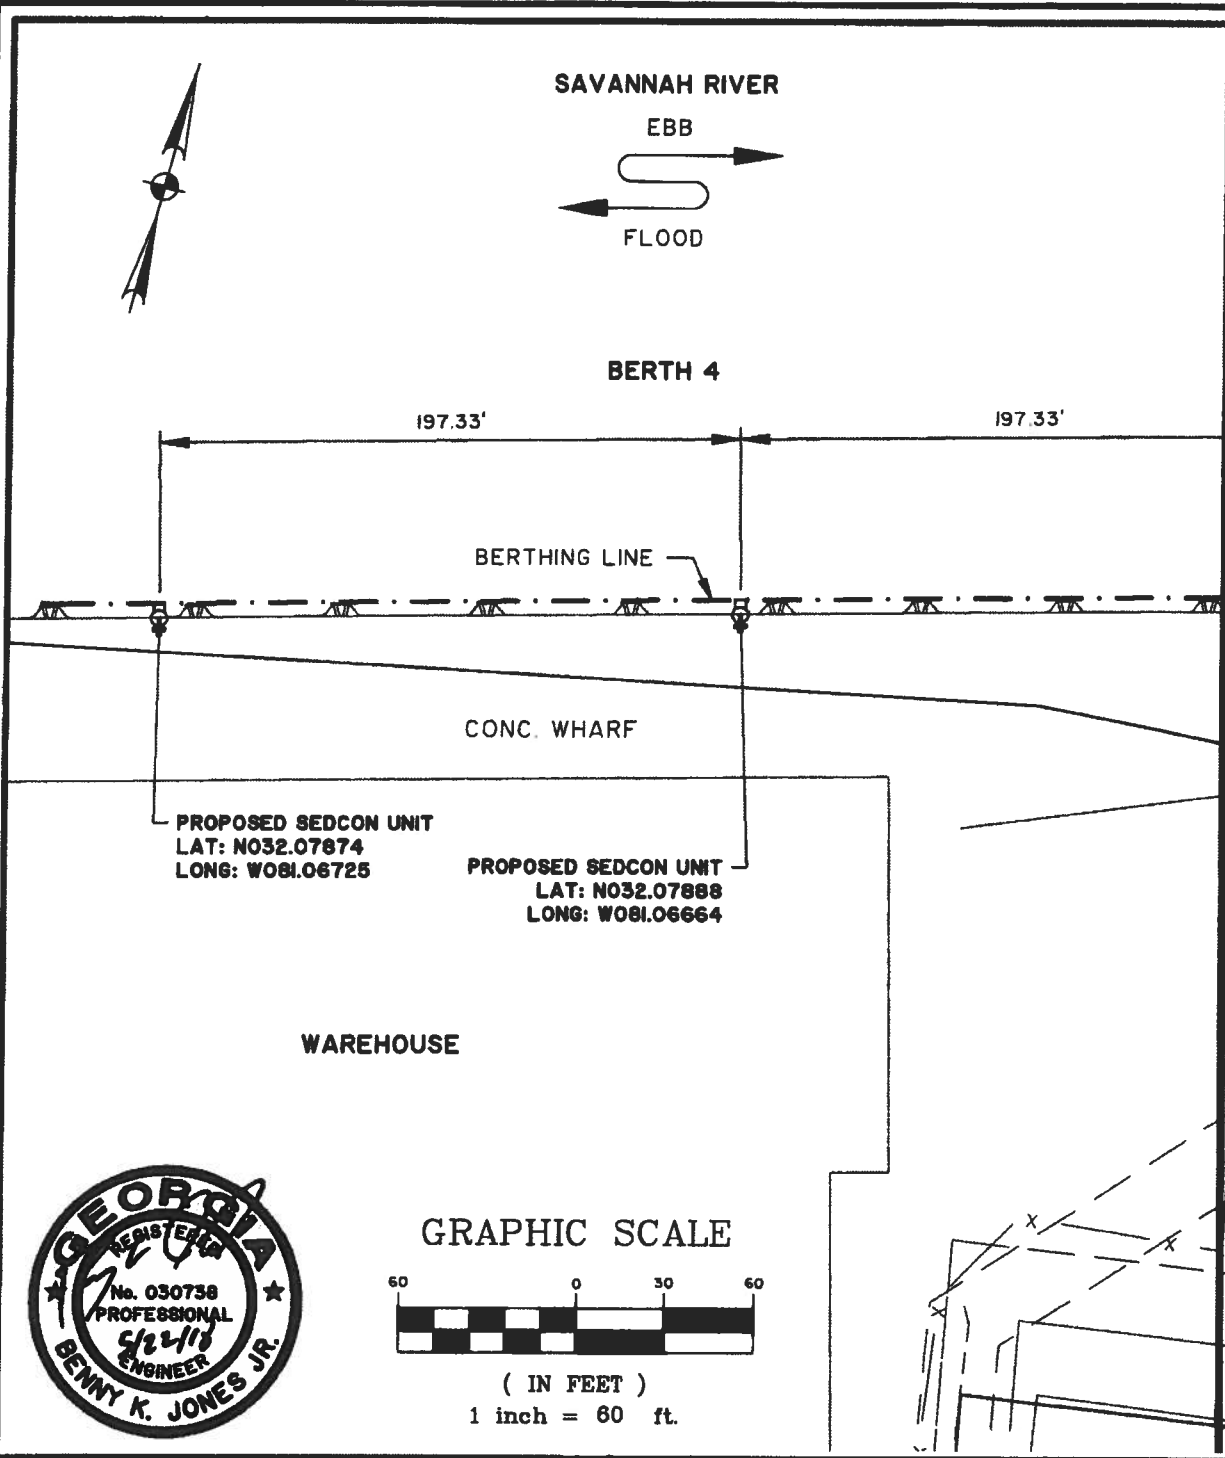 SAVANNAH RIVER
EBB
FLOOD
BERTH 4
197.33'
197.33'
BERTHING LINE
CONC. WHARF
PROPOSED SEDCON UNIT
LAT: N032.07874
LONG: W081.06725
PROPOSED SEDCON UNIT
LAT: N032.07888
LONG: W081.06664
WAREHOUSE
GEORGIA
REGISTERED
No. 030738
PROFESSIONAL
ENGINEER
BENNY K. JONES JR.
GRAPHIC SCALE
60 0 30 60
( IN FEET )
1 inch = 60 ft.
X
X
X